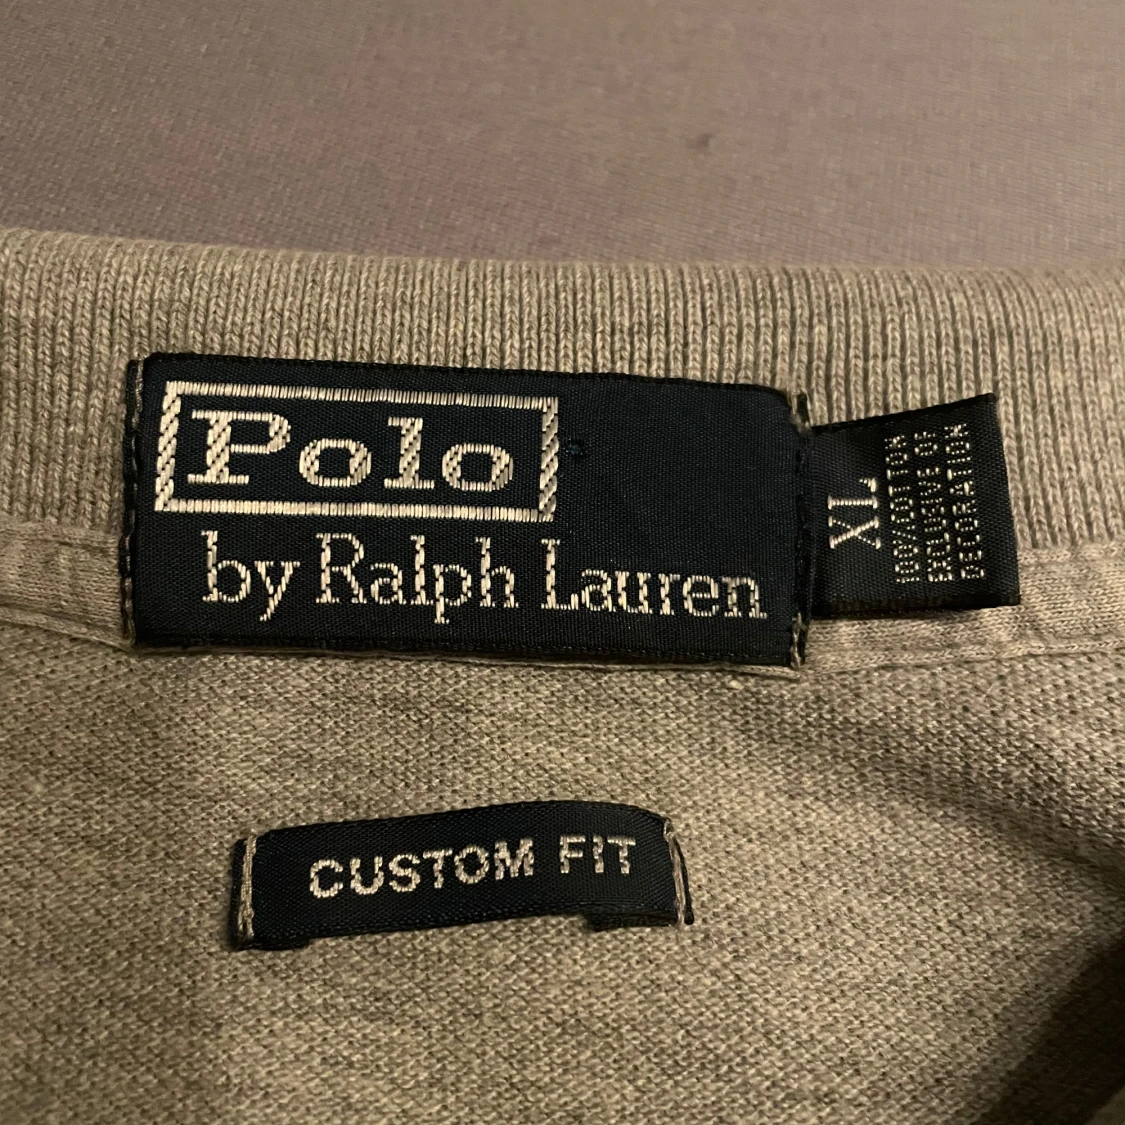 Polo
by Ralph Lauren
XL
100% COTTON
EXCLUSIVE OF
DECORATION
CUSTOM FIT